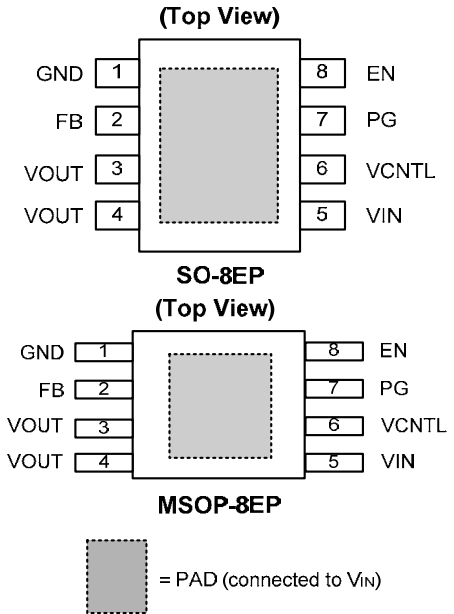 (Top View)
GND 1 8 EN
FB 2 7 PG
VOUT 3 6 VCNTL
VOUT 4 5 VIN
SO-8EP
(Top View)
GND 1 8 EN
FB 2 7 PG
VOUT 3 6 VCNTL
VOUT 4 5 VIN
MSOP-8EP
= PAD (connected to VIN)